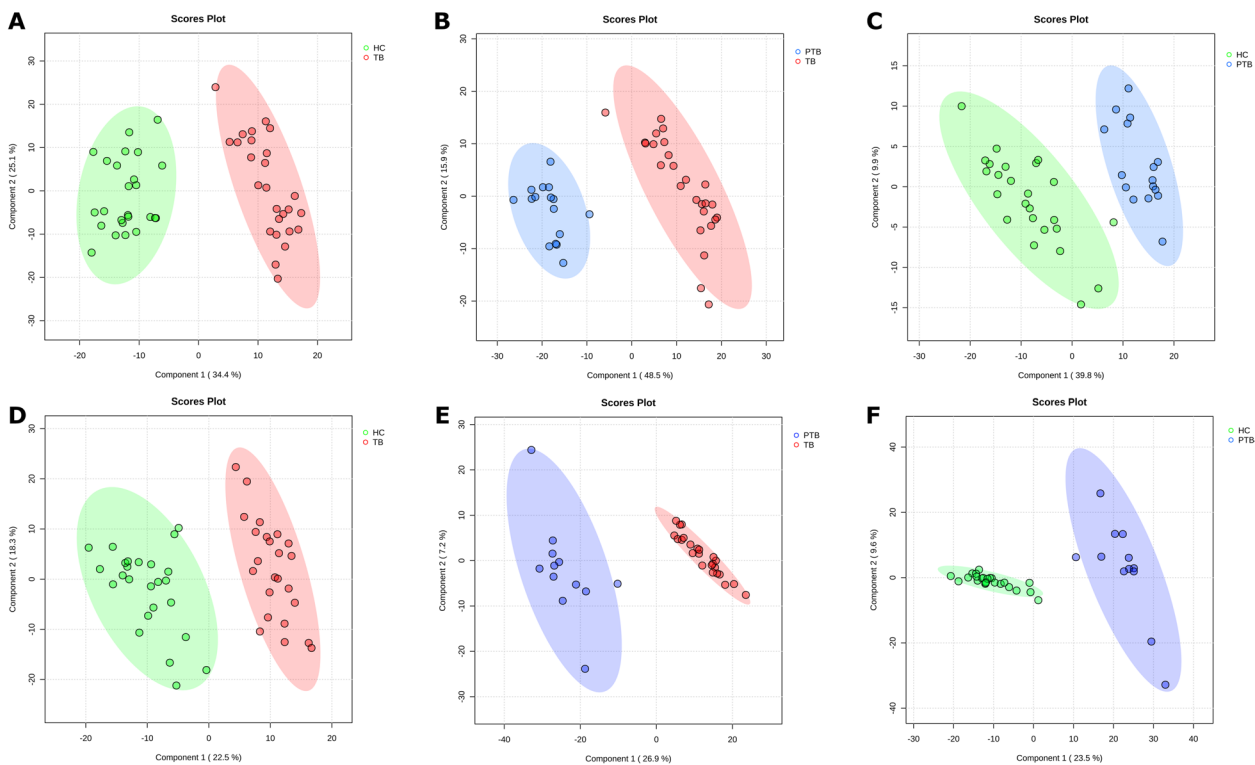 A
Scores Plot
HC
TB
30
20
10
0
-10
-20
-30
Component 2 ( 25.1 %)
-20
-10
0
10
20
Component 1 ( 34.4 %)
B
Scores Plot
PTB
TB
30
20
10
0
-10
-20
Component 2 ( 15.9 %)
-30
-20
-10
0
10
20
30
Component 1 ( 48.5 %)
C
Scores Plot
HC
PTB
15
10
5
0
-5
-10
-15
Component 2 ( 9.9 %)
-30
-20
-10
0
10
20
Component 1 ( 39.8 %)
D
Scores Plot
HC
TB
30
20
10
0
-10
-20
Component 2 ( 18.3 %)
-20
-10
0
10
20
Component 1 ( 22.5 %)
E
Scores Plot
PTB
TB
30
20
10
0
-10
-20
-30
Component 2 ( 7.2 %)
-40
-20
0
20
Component 1 ( 26.9 %)
F
Scores Plot
HC
PTB
40
20
0
-20
-40
Component 2 ( 9.6 %)
-30
-20
-10
0
10
20
30
40
Component 1 ( 23.5 %)